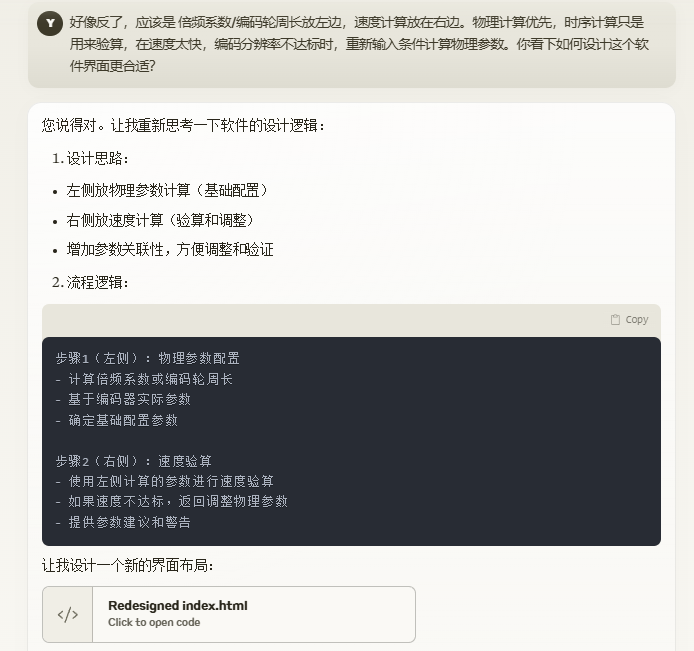 Y
好像反了，应该是 倍频系数/编码轮周长放左边，速度计算放在右边。物理计算优先，时序计算只是
用来验算，在速度太快，编码分辨率不达标时，重新输入条件计算物理参数。你看下如何设计这个软
件界面更合适？
您说得对。让我重新思考一下软件的设计逻辑：
1. 设计思路：
• 左侧放物理参数计算（基础配置）
• 右侧放速度计算（验算和调整）
• 增加参数关联性，方便调整和验证
2. 流程逻辑：
Copy
步骤1（左侧）：物理参数配置
- 计算倍频系数或编码轮周长
- 基于编码器实际参数
- 确定基础配置参数
步骤2（右侧）：速度验算
- 使用左侧计算的参数进行速度验算
- 如果速度不达标，返回调整物理参数
- 提供参数建议和警告
让我设计一个新的界面布局：
</> Redesigned index.html
Click to open code